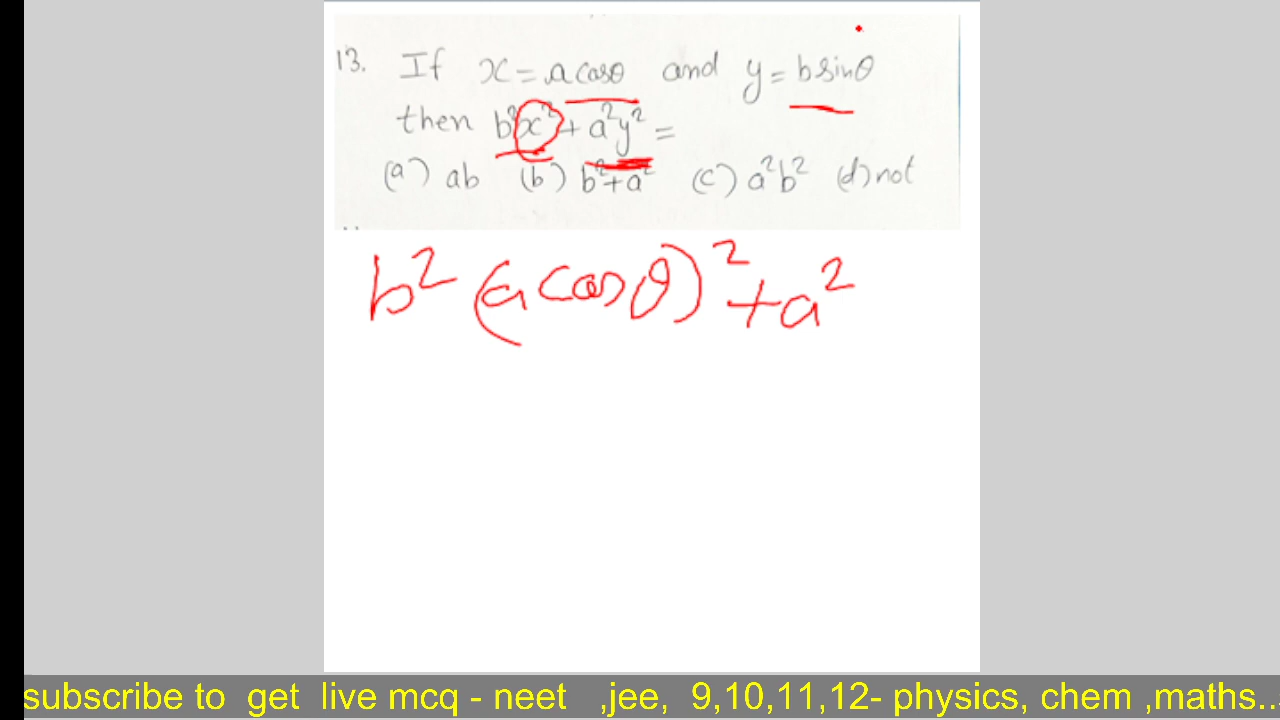 13. If x = a cosθ and y = b sinθ
then b²x² + a²y² =
(a) ab (b) b²+a² (c) a²b² (d) not
b² (a cosθ)² + a²
subscribe to get live mcq - neet ,jee, 9,10,11,12- physics, chem ,maths..